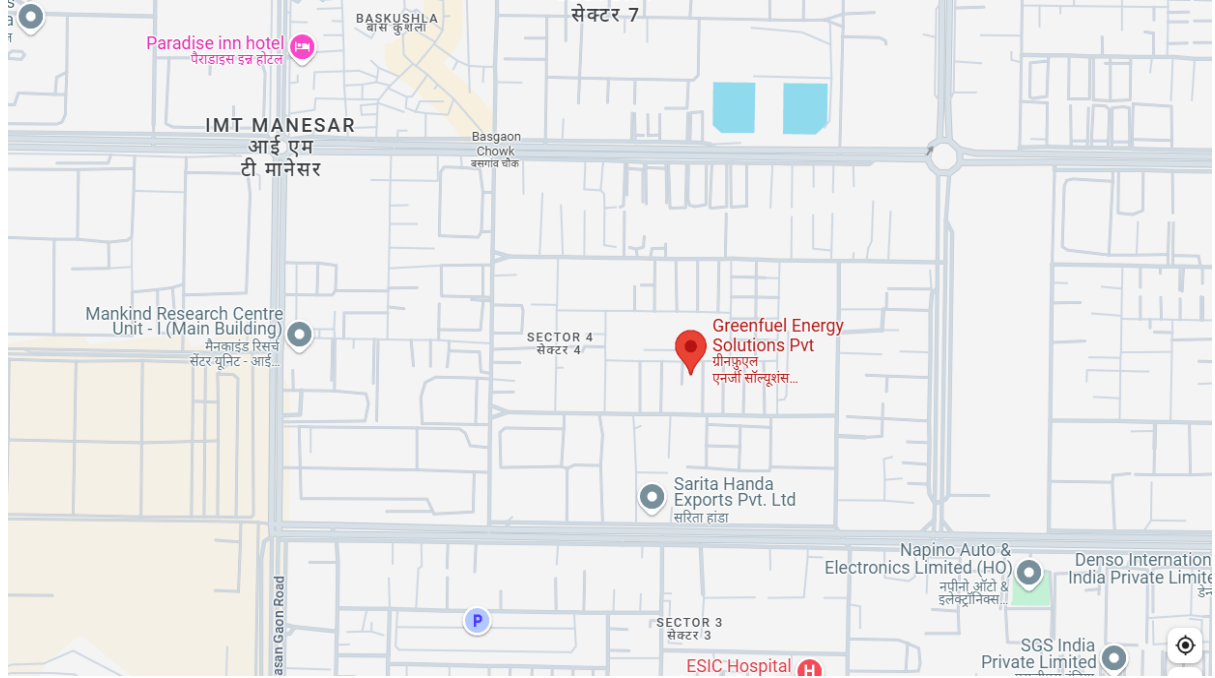 सेक्टर 7
BASKUSHLA
बास कुशला
Paradise inn hotel
पैराडाइस इन्न होटल
IMT MANESAR
आई एम
टी मानेसर
Basgaon
Chowk
बसगांव चौक
Mankind Research Centre
Unit - I (Main Building)
मैनकाइंड रिसर्च
सेंटर यूनिट - आई...
SECTOR 4
सेक्टर 4
Greenfuel Energy
Solutions Pvt
ग्रीनफ़ुएल
एनर्जी सॉल्यूशंस...
Sarita Handa
Exports Pvt. Ltd
सरिता हांडा
Napino Auto &
Electronics Limited (HO)
नपीनो ऑटो &
इलेक्ट्रॉनिक्स...
Denso Internation
India Private Limite
डेन्
asan Gaon Road
P
SECTOR 3
सेक्टर 3
ESIC Hospital
H
SGS India
Private Limited